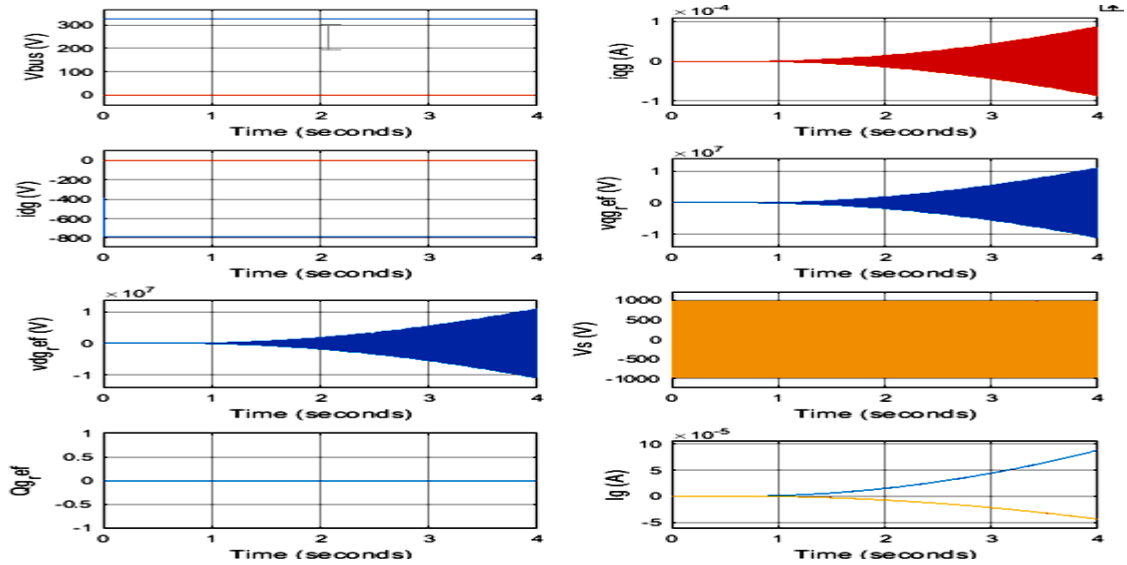 Vbus (V)
300
200
100
0
0 1 2 3 4
Time (seconds)
× 10⁻⁴
iqg (A)
1
0
-1
0 1 2 3 4
Time (seconds)
idg (V)
0
-200
-400
-600
-800
0 1 2 3 4
Time (seconds)
× 10⁷
vqg_ref (V)
1
0
-1
0 1 2 3 4
Time (seconds)
× 10⁷
vdg_ref (V)
1
0
-1
0 1 2 3 4
Time (seconds)
Vs (V)
1000
500
0
-500
-1000
0 1 2 3 4
Time (seconds)
Qg_ref
1
0.5
0
-0.5
-1
0 1 2 3 4
Time (seconds)
× 10⁻⁵
Ig (A)
10
5
0
-5
0 1 2 3 4
Time (seconds)